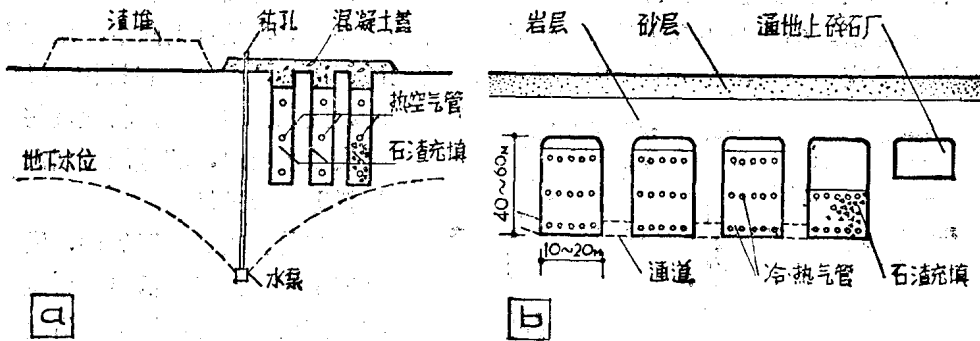 渣堆
钻孔
混凝土盖
热空气管
石渣充填
地下水位
水泵
a
岩层
砂层
通地上碎石厂
40~60M
10~20M
通道
冷·热气管
石渣充填
b